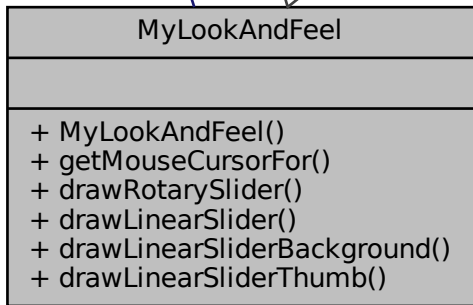 MyLookAndFeel
+ MyLookAndFeel()
+ getMouseCursorFor()
+ drawRotarySlider()
+ drawLinearSlider()
+ drawLinearSliderBackground()
+ drawLinearSliderThumb()